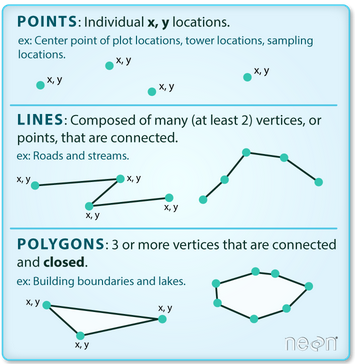 POINTS: Individual x, y locations.
ex: Center point of plot locations, tower locations, sampling
locations.
x, y
x, y
x, y
x, y
LINES: Composed of many (at least 2) vertices, or
points, that are connected.
ex: Roads and streams.
x, y
x, y
x, y
x, y
POLYGONS: 3 or more vertices that are connected
and closed.
ex: Building boundaries and lakes.
x, y
x, y
x, y
neon